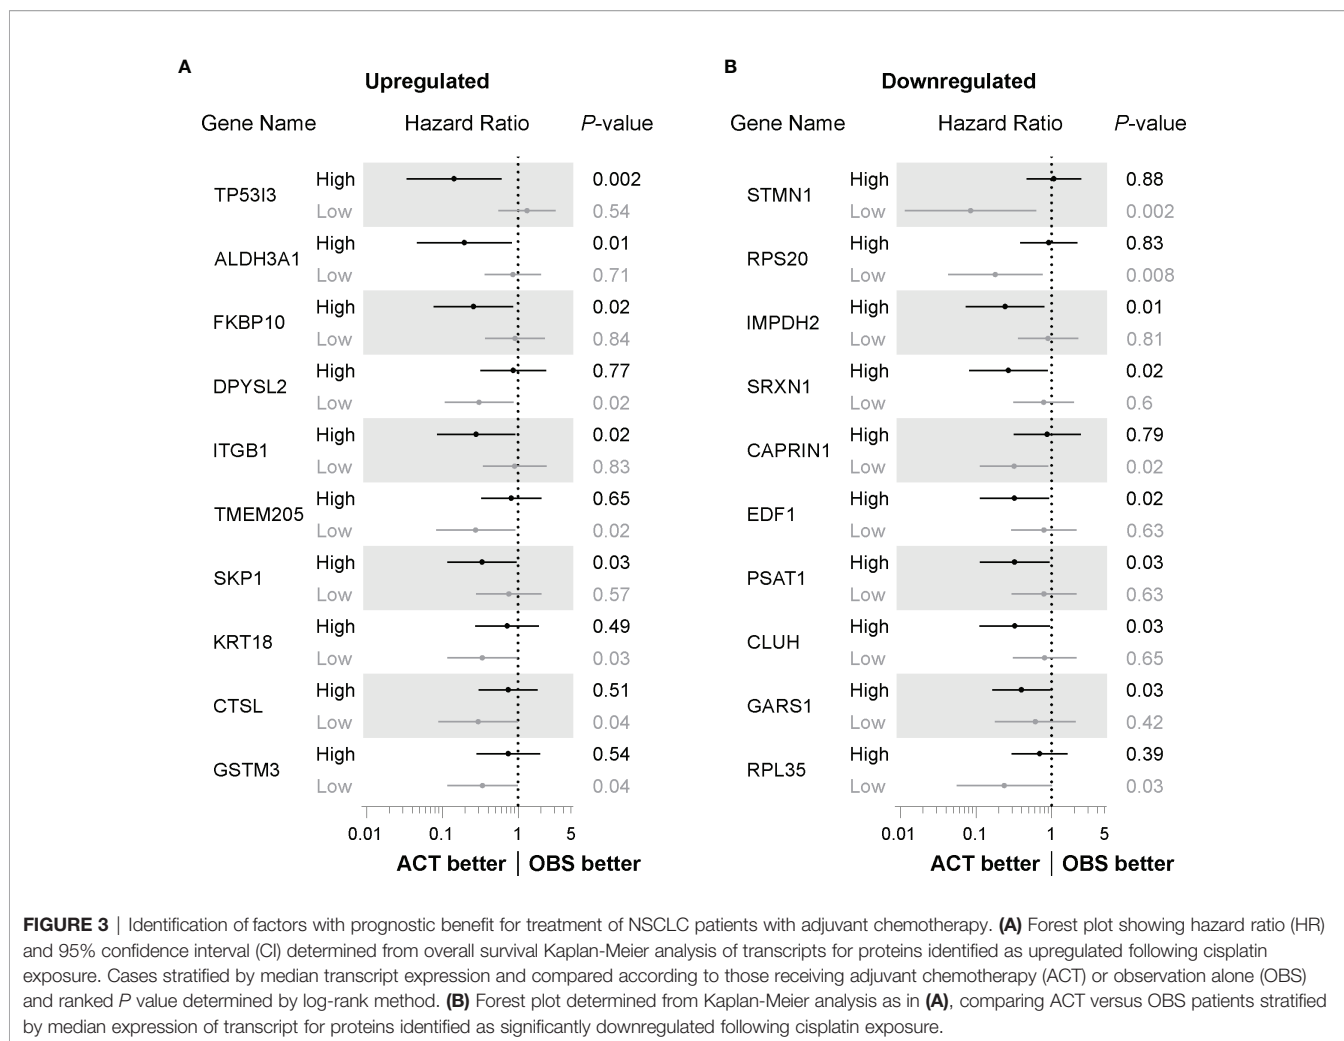 A
B
Upregulated
Downregulated
Gene Name Hazard Ratio P-value
Gene Name Hazard Ratio P-value
TP53I3
High 0.002
Low 0.54
ALDH3A1
High 0.01
Low 0.71
FKBP10
High 0.02
Low 0.84
DPYSL2
High 0.77
Low 0.02
ITGB1
High 0.02
Low 0.83
TMEM205
High 0.65
Low 0.02
SKP1
High 0.03
Low 0.57
KRT18
High 0.49
Low 0.03
CTSL
High 0.51
Low 0.04
GSTM3
High 0.54
Low 0.04
0.01 0.1 1 5
ACT better | OBS better
STMN1
High 0.88
Low 0.002
RPS20
High 0.83
Low 0.008
IMPDH2
High 0.01
Low 0.81
SRXN1
High 0.02
Low 0.6
CAPRIN1
High 0.79
Low 0.02
EDF1
High 0.02
Low 0.63
PSAT1
High 0.03
Low 0.63
CLUH
High 0.03
Low 0.65
GARS1
High 0.03
Low 0.42
RPL35
High 0.39
Low 0.03
0.01 0.1 1 5
ACT better | OBS better
FIGURE 3 | Identification of factors with prognostic benefit for treatment of NSCLC patients with adjuvant chemotherapy. (A) Forest plot showing hazard ratio (HR)
and 95% confidence interval (CI) determined from overall survival Kaplan-Meier analysis of transcripts for proteins identified as upregulated following cisplatin
exposure. Cases stratified by median transcript expression and compared according to those receiving adjuvant chemotherapy (ACT) or observation alone (OBS)
and ranked P value determined by log-rank method. (B) Forest plot determined from Kaplan-Meier analysis as in (A), comparing ACT versus OBS patients stratified
by median expression of transcript for proteins identified as significantly downregulated following cisplatin exposure.